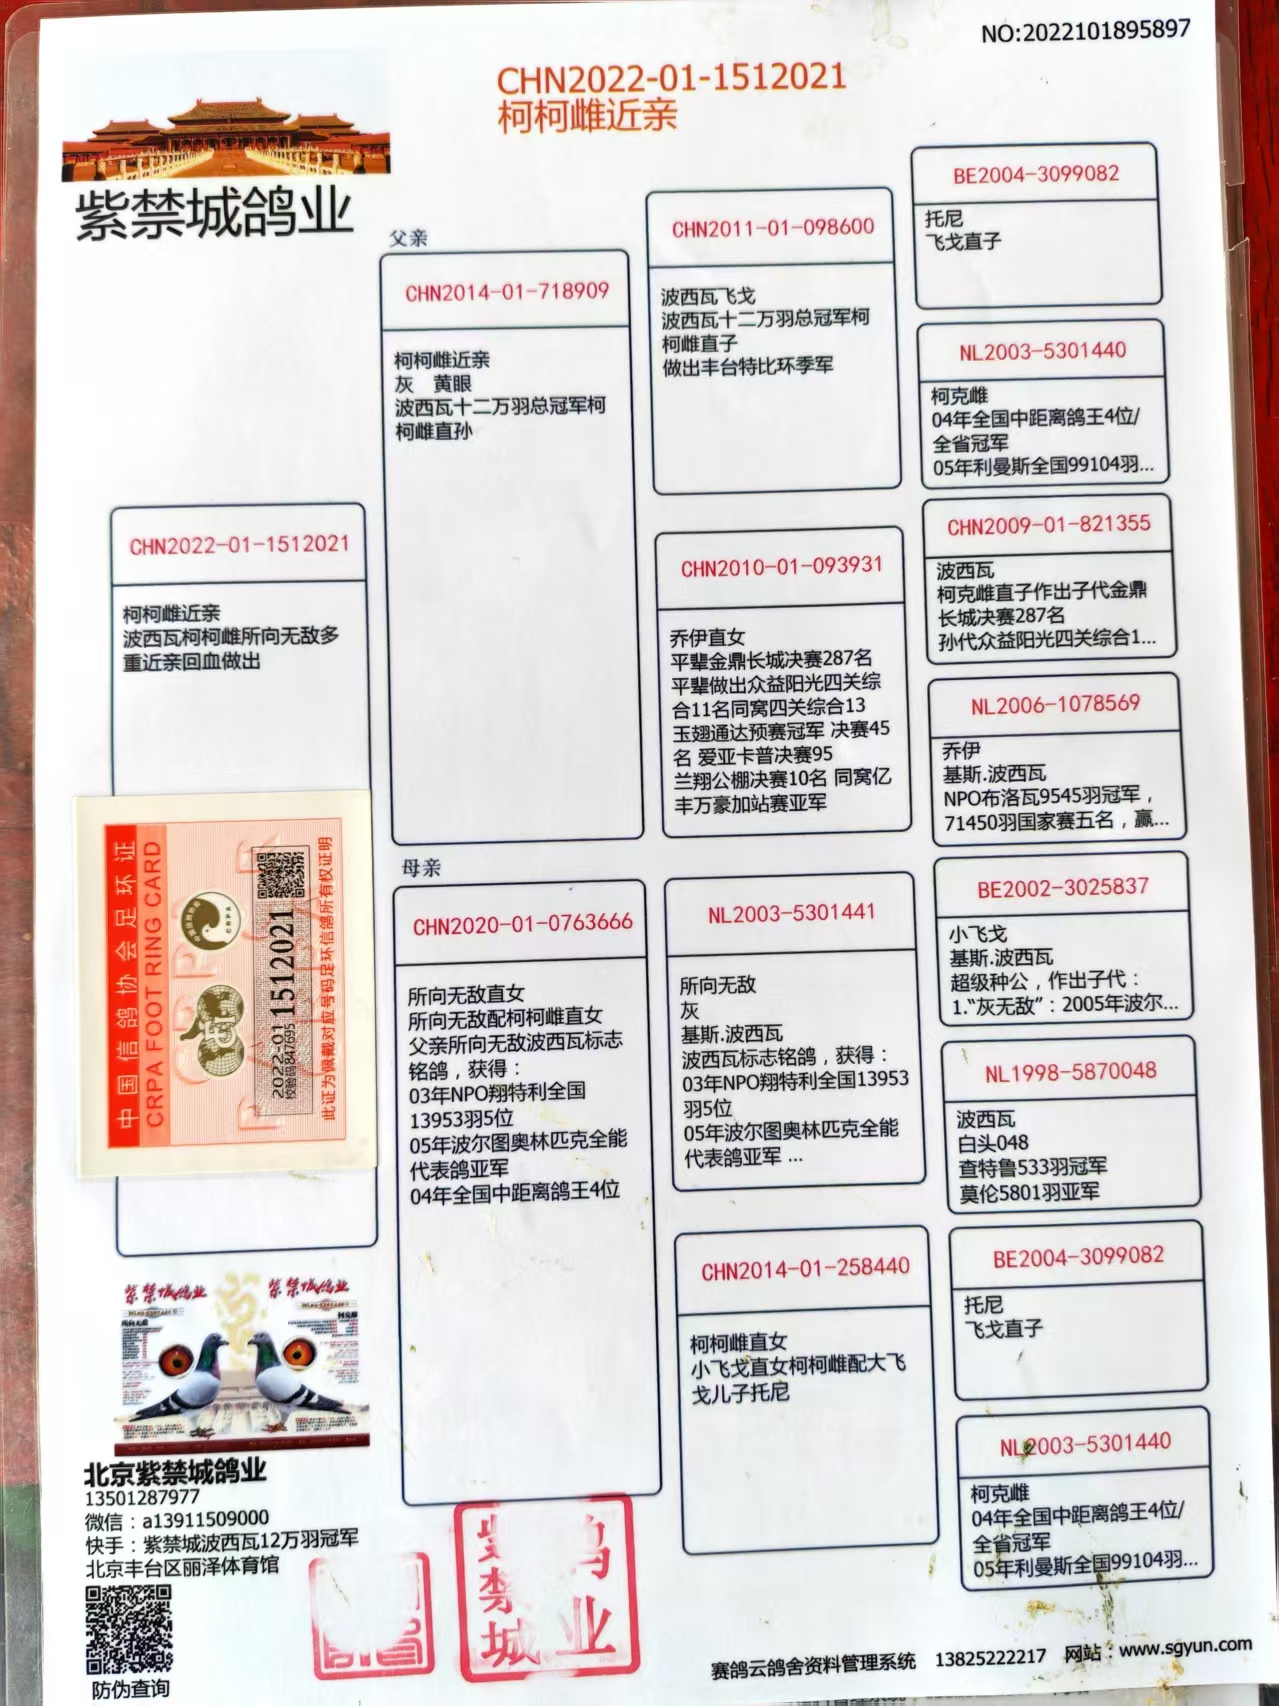 NO:2022101895897
CHN2022-01-1512021
柯柯雌近亲
紫禁城鸽业
父亲
CHN2014-01-718909
柯柯雌近亲
灰 黄眼
波西瓦十二万羽总冠军柯
柯雌直孙
CHN2011-01-098600
波西瓦飞戈
波西瓦十二万羽总冠军柯
柯雌直子
做出丰台特比环季军
BE2004-3099082
托尼
飞戈直子
NL2003-5301440
柯克雌
04年全国中距离鸽王4位/
全省冠军
05年利曼斯全国99104羽...
CHN2022-01-1512021
柯柯雌近亲
波西瓦柯柯雌所向无敌多
重近亲回血做出
CHN2010-01-093931
乔伊直女
平辈金鼎长城决赛287名
平辈做出众益阳光四关综
合11名同窝四关综合13
玉翅通达预赛冠军 决赛45
名 爱亚卡普决赛95
兰翔公棚决赛10名 同窝亿
丰万豪加站赛亚军
CHN2009-01-821355
波西瓦
柯克雌直子作出子代金鼎
长城决赛287名
孙代众益阳光四关综合1...
NL2006-1078569
乔伊
基斯.波西瓦
NPO布洛瓦9545羽冠军，
71450羽国家赛五名，赢...
母亲
CHN2020-01-0763666
所向无敌直女
所向无敌配柯柯雌直女
父亲所向无敌波西瓦标志
铭鸽，获得：
03年NPO翔特利全国
13953羽5位
05年波尔图奥林匹克全能
代表鸽亚军
04年全国中距离鸽王4位
NL2003-5301441
所向无敌
灰
基斯.波西瓦
波西瓦标志铭鸽，获得：
03年NPO翔特利全国13953
羽5位
05年波尔图奥林匹克全能
代表鸽亚军 ...
BE2002-3025837
小飞戈
基斯.波西瓦
超级种公，作出子代：
1.“灰无敌”：2005年波尔...
NL1998-5870048
波西瓦
白头048
查特鲁533羽冠军
莫伦5801羽亚军
CHN2014-01-258440
柯柯雌直女
小飞戈直女柯柯雌配大飞
戈儿子托尼
BE2004-3099082
托尼
飞戈直子
NL2003-5301440
柯克雌
04年全国中距离鸽王4位/
全省冠军
05年利曼斯全国99104羽...
中国信鸽协会足环证
CRPA FOOT RING CARD
CRPA
2022-01
1512021
校验码847695
此证为佩戴对应号码足环信鸽所有权证明
紫禁城鸽业
紫禁城鸽业
所向无敌
北京紫禁城鸽业
13501287977
微信：a13911509000
快手：紫禁城波西瓦12万羽冠军
北京丰台区丽泽体育馆
防伪查询
紫禁城
鸽业
赛鸽云鸽舍资料管理系统 13825222217 网站：www.sgyun.com